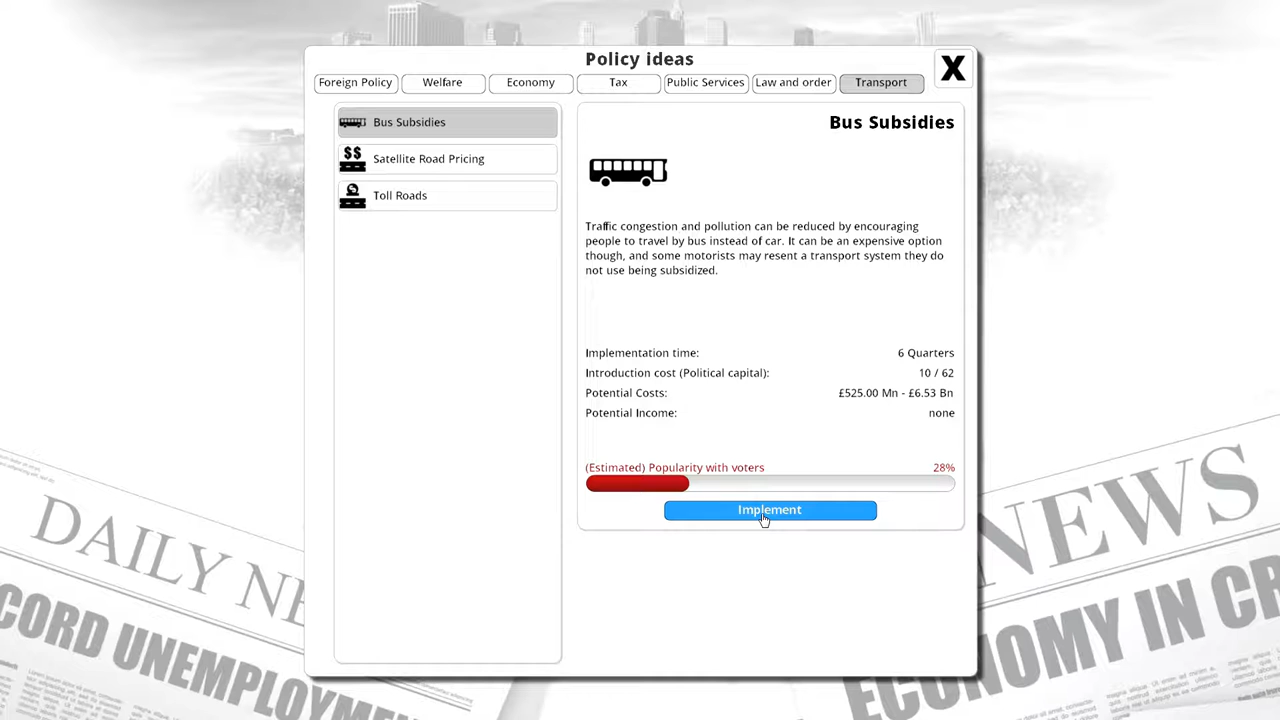 Policy ideas
X
Foreign Policy
Welfare
Economy
Tax
Public Services
Law and order
Transport
Bus Subsidies
$$
Satellite Road Pricing
Toll Roads
Bus Subsidies
Traffic congestion and pollution can be reduced by encouraging
people to travel by bus instead of car. It can be an expensive option
though, and some motorists may resent a transport system they do
not use being subsidized.
Implementation time: 6 Quarters
Introduction cost (Political capital): 10 / 62
Potential Costs: £525.00 Mn - £6.53 Bn
Potential Income: none
(Estimated) Popularity with voters 28%
Implement
DAILY NE
CORD UNEMPLOYM
NEWS
ECONOMY IN CR